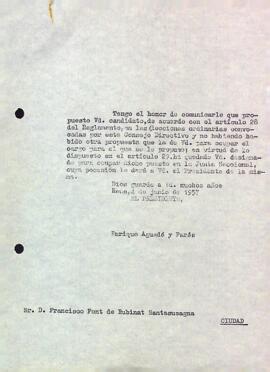 Tengo el honor de comunicarle que pro-
puesto Vd. candidato, de acuerdo con el artículo 28
del Reglamento, en las Elecciones ordinarias convo-
cadas por este Consejo Directivo y no habiendo ha-
bido otra propuesta que la de Vd. para ocupar el
cargo para el que se le propuso, en virtud de lo
dispuesto en el artículo 29, ha quedado Vd. designa-
do para ocupar dicho puesto en la Junta Seccional,
cuya posesión le dará a Vd. el Presidente de la mis-
ma.
Dios guarde a Vd. muchos años
Reus, de junio de 1957
EL PRESIDENTE,
Enrique Aguadé y Parés
Sr. D. Francisco Font de Rubinat Santasusagna
CIUDAD